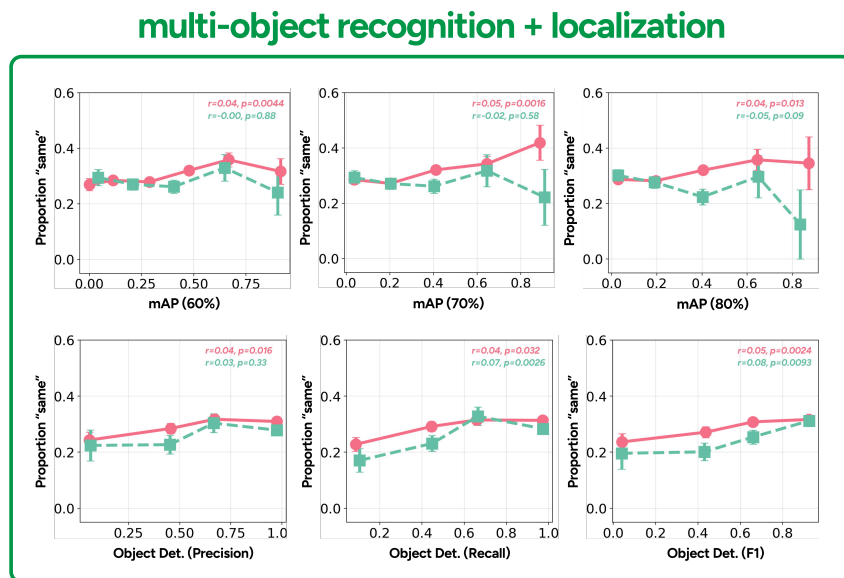 multi-object recognition + localization
0.6
0.4
0.2
0.0
Proportion “same”
r=0.04, p=0.0044
r=-0.00, p=0.88
0.00 0.25 0.50 0.75
mAP (60%)
0.6
0.4
0.2
0.0
Proportion “same”
r=0.05, p=0.0016
r=-0.02, p=0.58
0.0 0.2 0.4 0.6 0.8
mAP (70%)
0.6
0.4
0.2
0.0
Proportion “same”
r=0.04, p=0.013
r=-0.05, p=0.09
0.0 0.2 0.4 0.6 0.8
mAP (80%)
0.6
0.4
0.2
0.0
Proportion “same”
r=0.04, p=0.016
r=0.03, p=0.33
0.25 0.50 0.75 1.0
Object Det. (Precision)
0.6
0.4
0.2
0.0
Proportion “same”
r=0.04, p=0.032
r=0.07, p=0.0026
0.2 0.4 0.6 0.8 1.0
Object Det. (Recall)
0.6
0.4
0.2
0.0
Proportion “same”
r=0.05, p=0.0024
r=0.08, p=0.0093
0.0 0.2 0.4 0.6 0.8
Object Det. (F1)